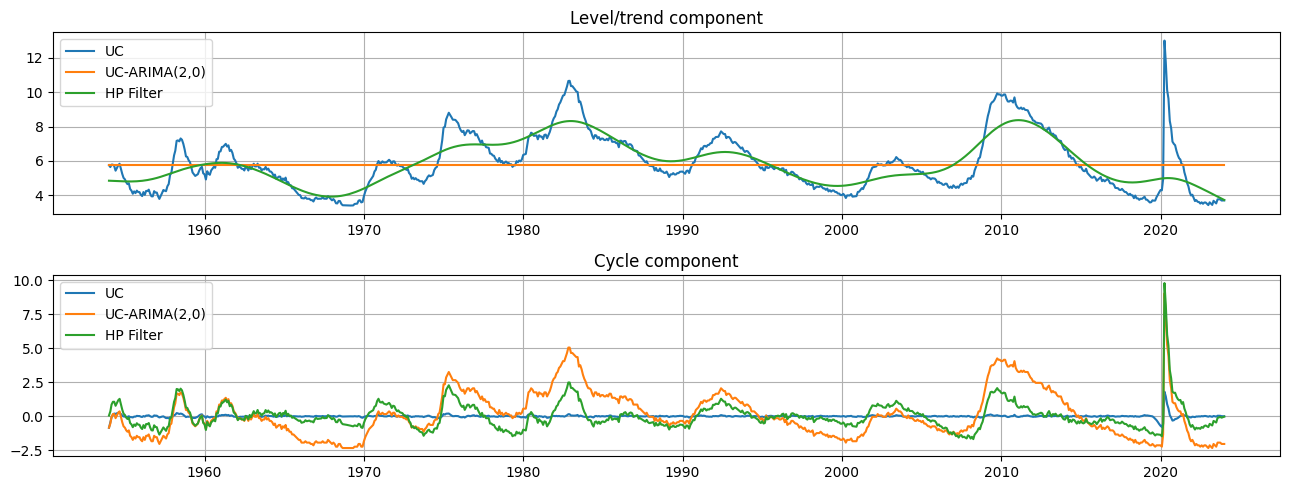 Level/trend component
UC
UC-ARIMA(2,0)
HP Filter
12
10
8
6
4
1960 1970 1980 1990 2000 2010 2020
Cycle component
UC
UC-ARIMA(2,0)
HP Filter
10.0
7.5
5.0
2.5
0.0
−2.5
1960 1970 1980 1990 2000 2010 2020